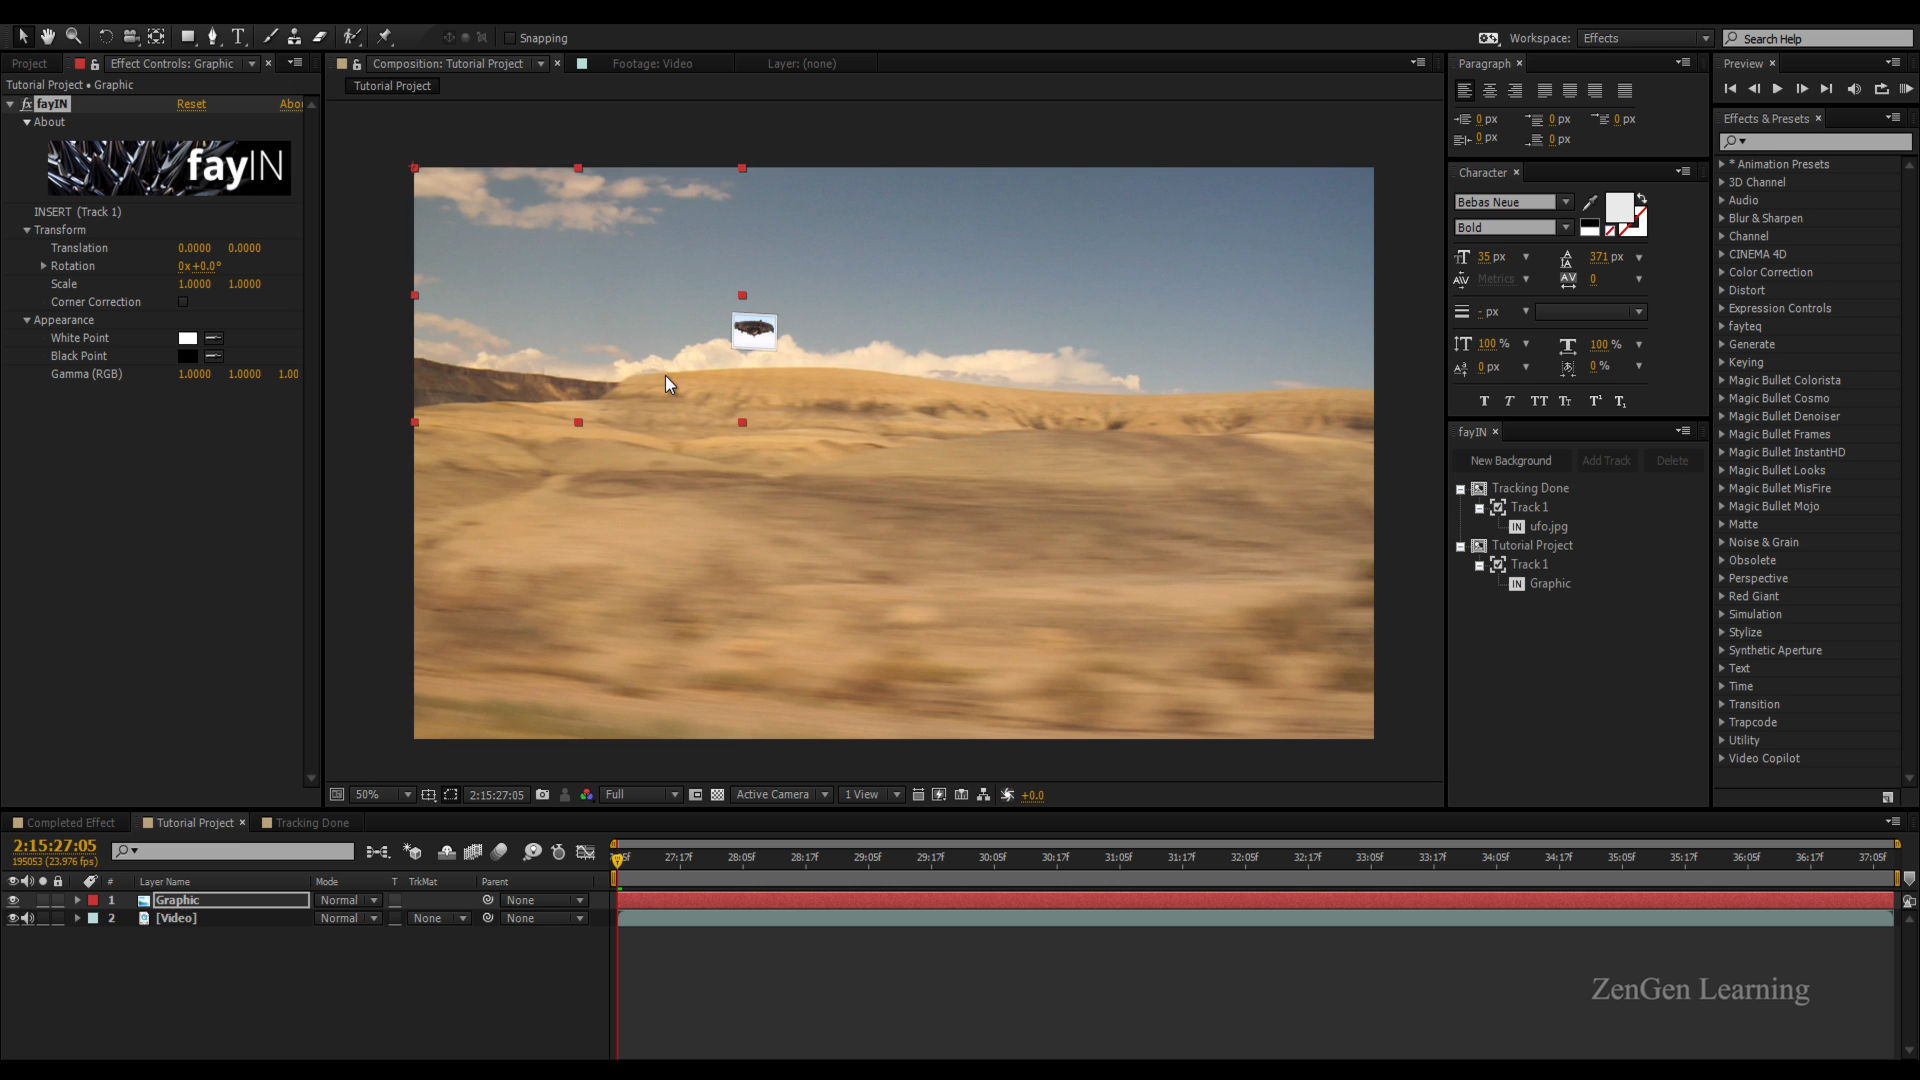 Snapping
Workspace: Effects
Search Help
Project
Effect Controls: Graphic
Composition: Tutorial Project
Footage: Video
Layer: (none)
Paragraph
Preview
Tutorial Project • Graphic
Tutorial Project
fx fayIN Reset
About
fayIN
INSERT (Track 1)
Transform
Translation 0.0000 0.0000
Rotation 0x+0.0°
Scale 1.0000 1.0000
Corner Correction
Appearance
White Point
Black Point
Gamma (RGB) 1.0000 1.0000 1.00
0 px 0 px 0 px
0 px 0 px
Character
Bebas Neue
Bold
35 px 371 px
Metrics 0
- px
100 % 100 %
0 px 0 %
T T TT Tt T¹ T₁
fayIN
New Background Add Track Delete
Tracking Done
Track 1
IN ufo.jpg
Tutorial Project
Track 1
IN Graphic
Effects & Presets
* Animation Presets
3D Channel
Audio
Blur & Sharpen
Channel
CINEMA 4D
Color Correction
Distort
Expression Controls
fayteq
Generate
Keying
Magic Bullet Colorista
Magic Bullet Cosmo
Magic Bullet Denoiser
Magic Bullet Frames
Magic Bullet InstantHD
Magic Bullet Looks
Magic Bullet MisFire
Magic Bullet Mojo
Matte
Noise & Grain
Obsolete
Perspective
Red Giant
Simulation
Stylize
Synthetic Aperture
Text
Time
Transition
Trapcode
Utility
Video Copilot
50% 2:15:27:05 Full Active Camera 1 View +0.0
Completed Effect
Tutorial Project
Tracking Done
2:15:27:05
195053 (23.976 fps)
27:17f 28:05f 28:17f 29:05f 29:17f 30:05f 30:17f 31:05f 31:17f 32:05f 32:17f 33:05f 33:17f 34:05f 34:17f 35:05f 35:17f 36:05f 36:17f 37:05f
# Layer Name Mode T TrkMat Parent
1 Graphic Normal None
2 [Video] Normal None None
ZenGen Learning